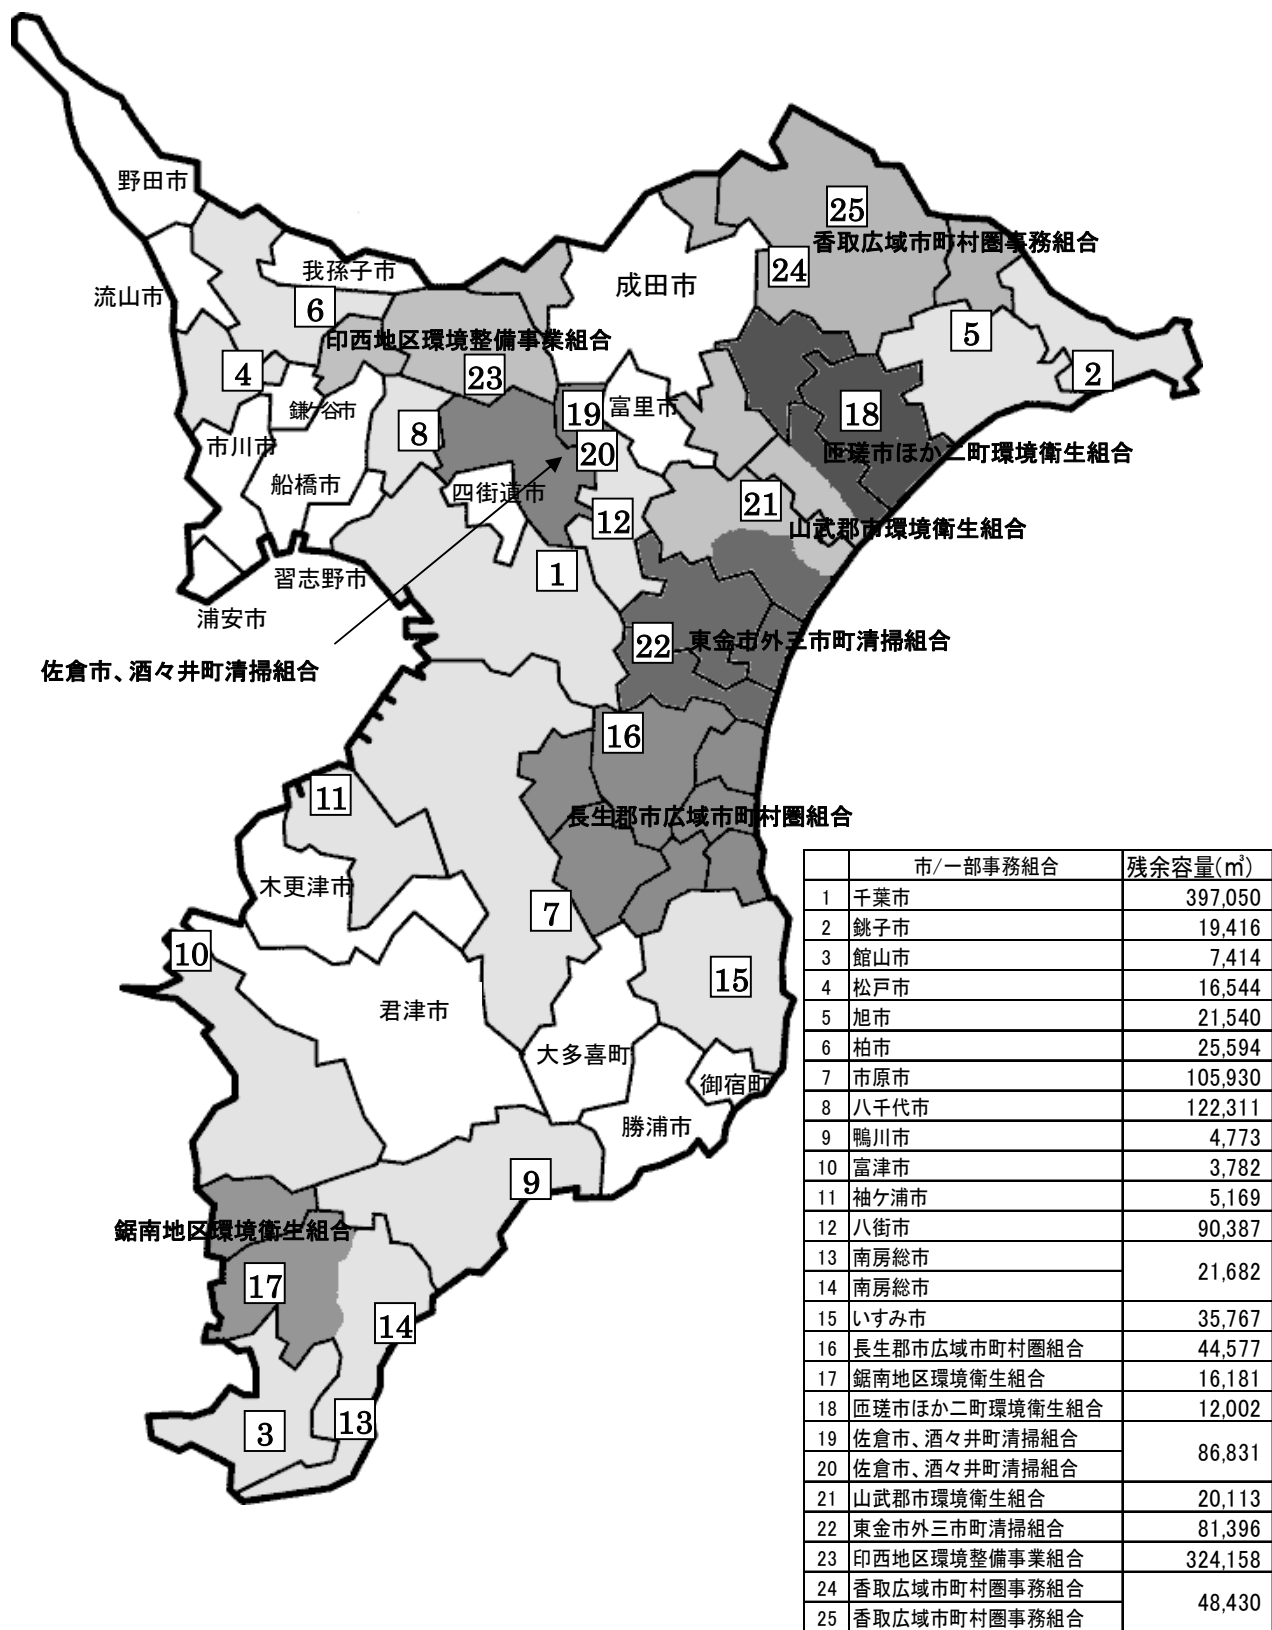 野田市
25
香取広域市町村圏事務組合
24
成田市
我孫子市
流山市
6
5
印西地区環境整備事業組合
4
23
2
鎌ケ谷市
19
富里市
18
8
市川市
20
匝瑳市ほか二町環境衛生組合
船橋市
四街道市
21
12
山武郡市環境衛生組合
習志野市
1
浦安市
22
東金市外三市町清掃組合
佐倉市、酒々井町清掃組合
16
11
長生郡市広域市町村圏組合
木更津市
7
10
15
君津市
大多喜町
御宿町
勝浦市
9
鋸南地区環境衛生組合
17
14
13
3
市/一部事務組合 残余容量(㎥)
1 千葉市 397,050
2 銚子市 19,416
3 館山市 7,414
4 松戸市 16,544
5 旭市 21,540
6 柏市 25,594
7 市原市 105,930
8 八千代市 122,311
9 鴨川市 4,773
10 富津市 3,782
11 袖ケ浦市 5,169
12 八街市 90,387
13 南房総市 21,682
14 南房総市
15 いすみ市 35,767
16 長生郡市広域市町村圏組合 44,577
17 鋸南地区環境衛生組合 16,181
18 匝瑳市ほか二町環境衛生組合 12,002
19 佐倉市、酒々井町清掃組合 86,831
20 佐倉市、酒々井町清掃組合
21 山武郡市環境衛生組合 20,113
22 東金市外三市町清掃組合 81,396
23 印西地区環境整備事業組合 324,158
24 香取広域市町村圏事務組合 48,430
25 香取広域市町村圏事務組合